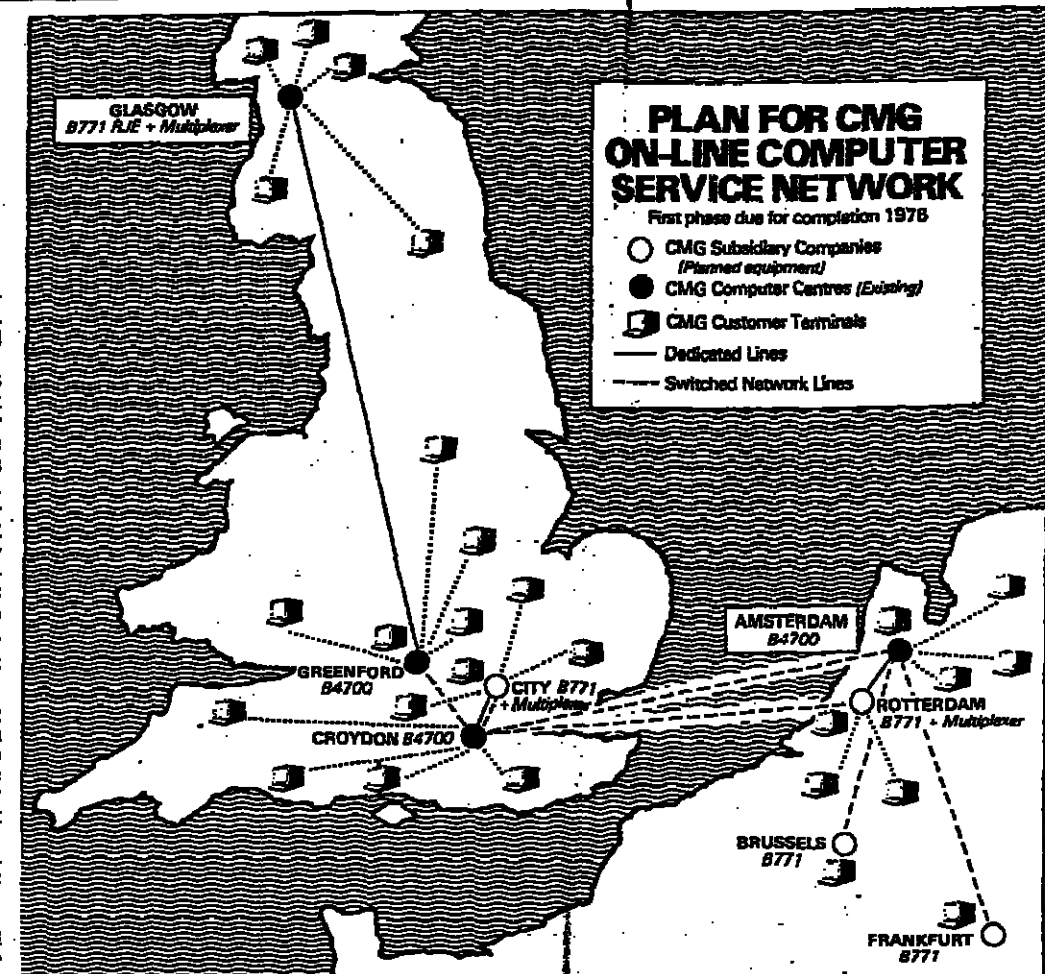 GLASGOW
B771 RJE + Multiplexer
PLAN FOR CMG
ON-LINE COMPUTER
SERVICE NETWORK
First phase due for completion 1978
CMG Subsidiary Companies
(Planned equipment)
CMG Computer Centres (Existing)
CMG Customer Terminals
Dedicated Lines
Switched Network Lines
AMSTERDAM
B4700
GREENFORD
B4700
CITY B771
+ Multiplexer
CROYDON B4700
ROTTERDAM
B771 + Multiplexer
BRUSSELS
B771
FRANKFURT
B771